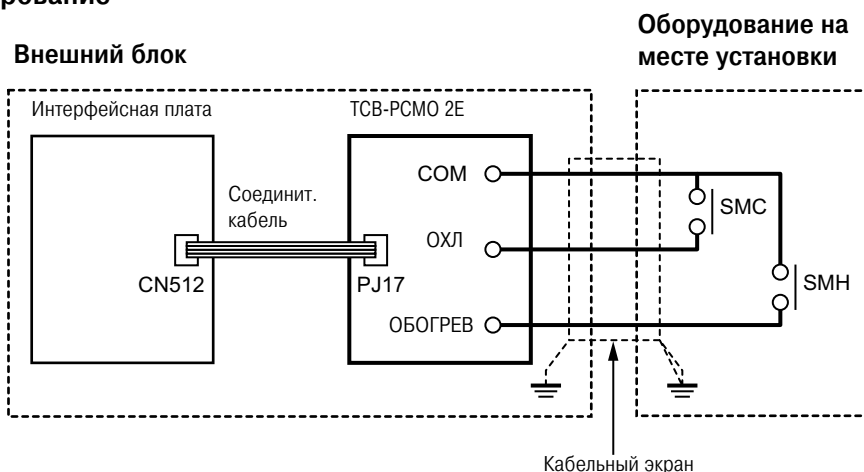 рование
Внешний блок
Оборудование на
месте установки
Интерфейсная плата
TCB-PCMO 2E
COM
Соединит.
кабель
SMC
ОХЛ
CN512
PJ17
SMH
ОБОГРЕВ
Кабельный экран